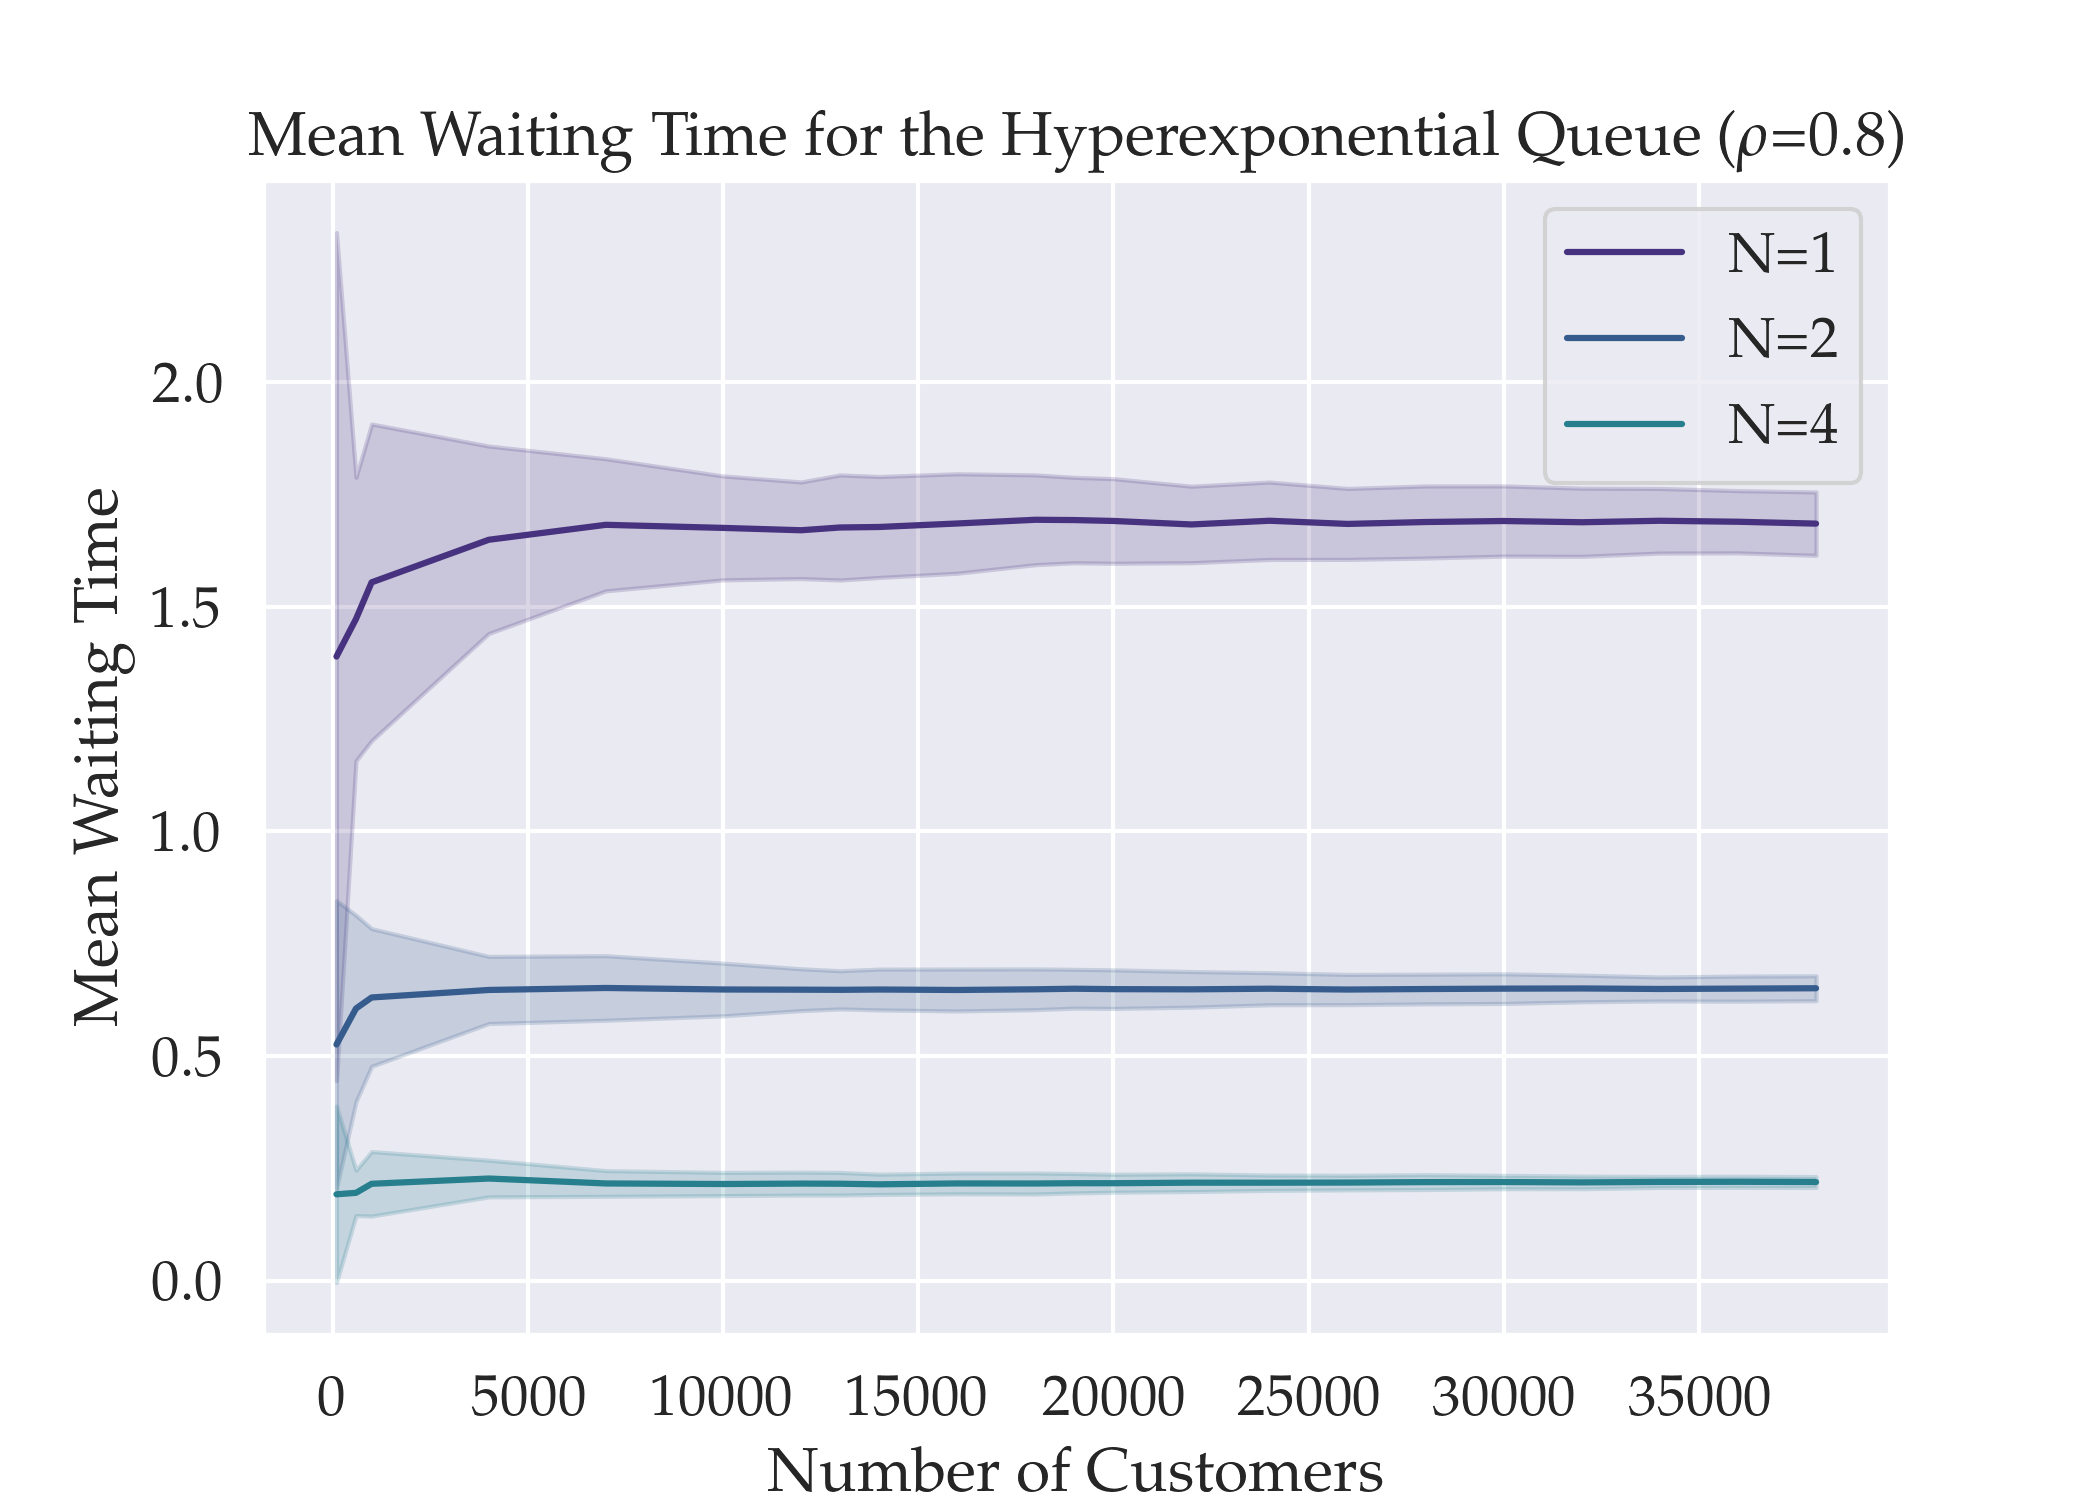 Mean Waiting Time for the Hyperexponential Queue (ρ=0.8)
N=1
N=2
N=4
Mean Waiting Time
2.0
1.5
1.0
0.5
0.0
0 5000 10000 15000 20000 25000 30000 35000
Number of Customers